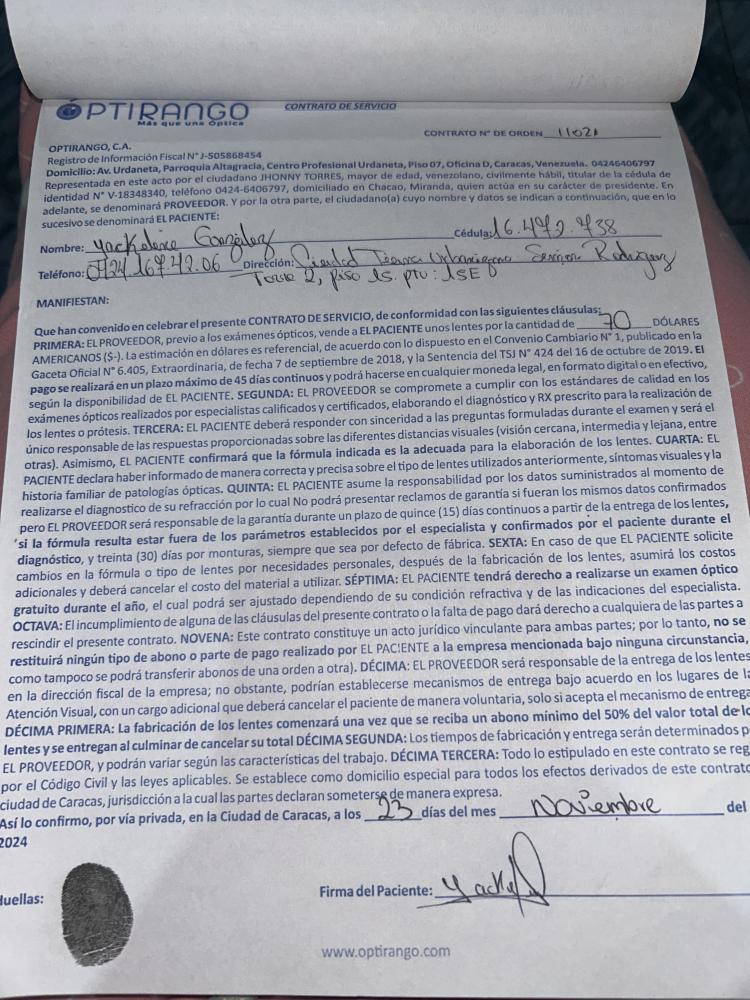 OPTIRANGO
Más que una Óptica
CONTRATO DE SERVICIO
CONTRATO N° DE ORDEN 11021
OPTIRANGO, C.A.
Registro de Información Fiscal N° J-505868454
Domicilio: Av. Urdaneta, Parroquia Altagracia, Centro Profesional Urdaneta, Piso 07, Oficina D, Caracas, Venezuela. 04246406797
Representada en este acto por el ciudadano JHONNY TORRES, mayor de edad, venezolano, civilmente hábil, titular de la cédula de
identidad N° V-18348340, teléfono 0424-6406797, domiciliado en Chacao, Miranda, quien actúa en su carácter de presidente. En
adelante, se denominará PROVEEDOR. Y por la otra parte, el ciudadano(a) cuyo nombre y datos se indican a continuación, que en lo
sucesivo se denominará EL PACIENTE:
Nombre: Yackeline González Cédula: 16.472.738
Teléfono: 0424.167.42.06 Dirección: Ciudad Tiuna Urbanismo Simón Rodríguez
Torre 2, piso 15. pto: 15E
MANIFIESTAN:
Que han convenido en celebrar el presente CONTRATO DE SERVICIO, de conformidad con las siguientes cláusulas:
PRIMERA: EL PROVEEDOR, previo a los exámenes ópticos, vende a EL PACIENTE unos lentes por la cantidad de 70 DÓLARES
AMERICANOS ($-). La estimación en dólares es referencial, de acuerdo con lo dispuesto en el Convenio Cambiario N° 1, publicado en la
Gaceta Oficial N° 6.405, Extraordinaria, de fecha 7 de septiembre de 2018, y la Sentencia del TSJ N° 424 del 16 de octubre de 2019. El
pago se realizará en un plazo máximo de 45 días continuos y podrá hacerse en cualquier moneda legal, en formato digital o en efectivo,
según la disponibilidad de EL PACIENTE. SEGUNDA: EL PROVEEDOR se compromete a cumplir con los estándares de calidad en los
exámenes ópticos realizados por especialistas calificados y certificados, elaborando el diagnóstico y RX prescrito para la realización de
los lentes o prótesis. TERCERA: EL PACIENTE deberá responder con sinceridad a las preguntas formuladas durante el examen y será el
único responsable de las respuestas proporcionadas sobre las diferentes distancias visuales (visión cercana, intermedia y lejana, entre
otras). Asimismo, EL PACIENTE confirmará que la fórmula indicada es la adecuada para la elaboración de los lentes. CUARTA: EL
PACIENTE declara haber informado de manera correcta y precisa sobre el tipo de lentes utilizados anteriormente, síntomas visuales y la
historia familiar de patologías ópticas. QUINTA: EL PACIENTE asume la responsabilidad por los datos suministrados al momento de
realizarse el diagnostico de su refracción por lo cual No podrá presentar reclamos de garantía si fueran los mismos datos confirmados
pero EL PROVEEDOR será responsable de la garantía durante un plazo de quince (15) días continuos a partir de la entrega de los lentes,
si la fórmula resulta estar fuera de los parámetros establecidos por el especialista y confirmados por el paciente durante el
diagnóstico, y treinta (30) días por monturas, siempre que sea por defecto de fábrica. SEXTA: En caso de que EL PACIENTE solicite
cambios en la fórmula o tipo de lentes por necesidades personales, después de la fabricación de los lentes, asumirá los costos
adicionales y deberá cancelar el costo del material a utilizar. SÉPTIMA: EL PACIENTE tendrá derecho a realizarse un examen óptico
gratuito durante el año, el cual podrá ser ajustado dependiendo de su condición refractiva y de las indicaciones del especialista.
OCTAVA: El incumplimiento de alguna de las cláusulas del presente contrato o la falta de pago dará derecho a cualquiera de las partes a
rescindir el presente contrato. NOVENA: Este contrato constituye un acto jurídico vinculante para ambas partes; por lo tanto, no se
restituirá ningún tipo de abono o parte de pago realizado por EL PACIENTE a la empresa mencionada bajo ninguna circunstancia,
como tampoco se podrá transferir abonos de una orden a otra). DÉCIMA: EL PROVEEDOR será responsable de la entrega de los lentes
en la dirección fiscal de la empresa; no obstante, podrían establecerse mecanismos de entrega bajo acuerdo en los lugares de la
Atención Visual, con un cargo adicional que deberá cancelar el paciente de manera voluntaria, solo si acepta el mecanismo de entrega
DÉCIMA PRIMERA: La fabricación de los lentes comenzará una vez que se reciba un abono mínimo del 50% del valor total de lo
lentes y se entregan al culminar de cancelar su total DÉCIMA SEGUNDA: Los tiempos de fabricación y entrega serán determinados p
EL PROVEEDOR, y podrán variar según las características del trabajo. DÉCIMA TERCERA: Todo lo estipulado en este contrato se reg
por el Código Civil y las leyes aplicables. Se establece como domicilio especial para todos los efectos derivados de este contrato
ciudad de Caracas, jurisdicción a la cual las partes declaran someterse de manera expresa.
Así lo confirmo, por vía privada, en la Ciudad de Caracas, a los 23 días del mes Noviembre del
2024
Huellas:
Firma del Paciente:
www.optirango.com